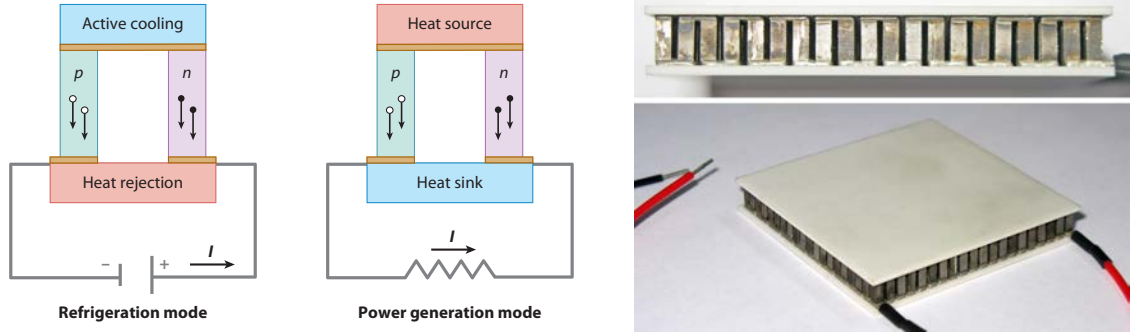 Active cooling
p
n
Heat rejection
–
+
I
Refrigeration mode
Heat source
p
n
Heat sink
I
Power generation mode